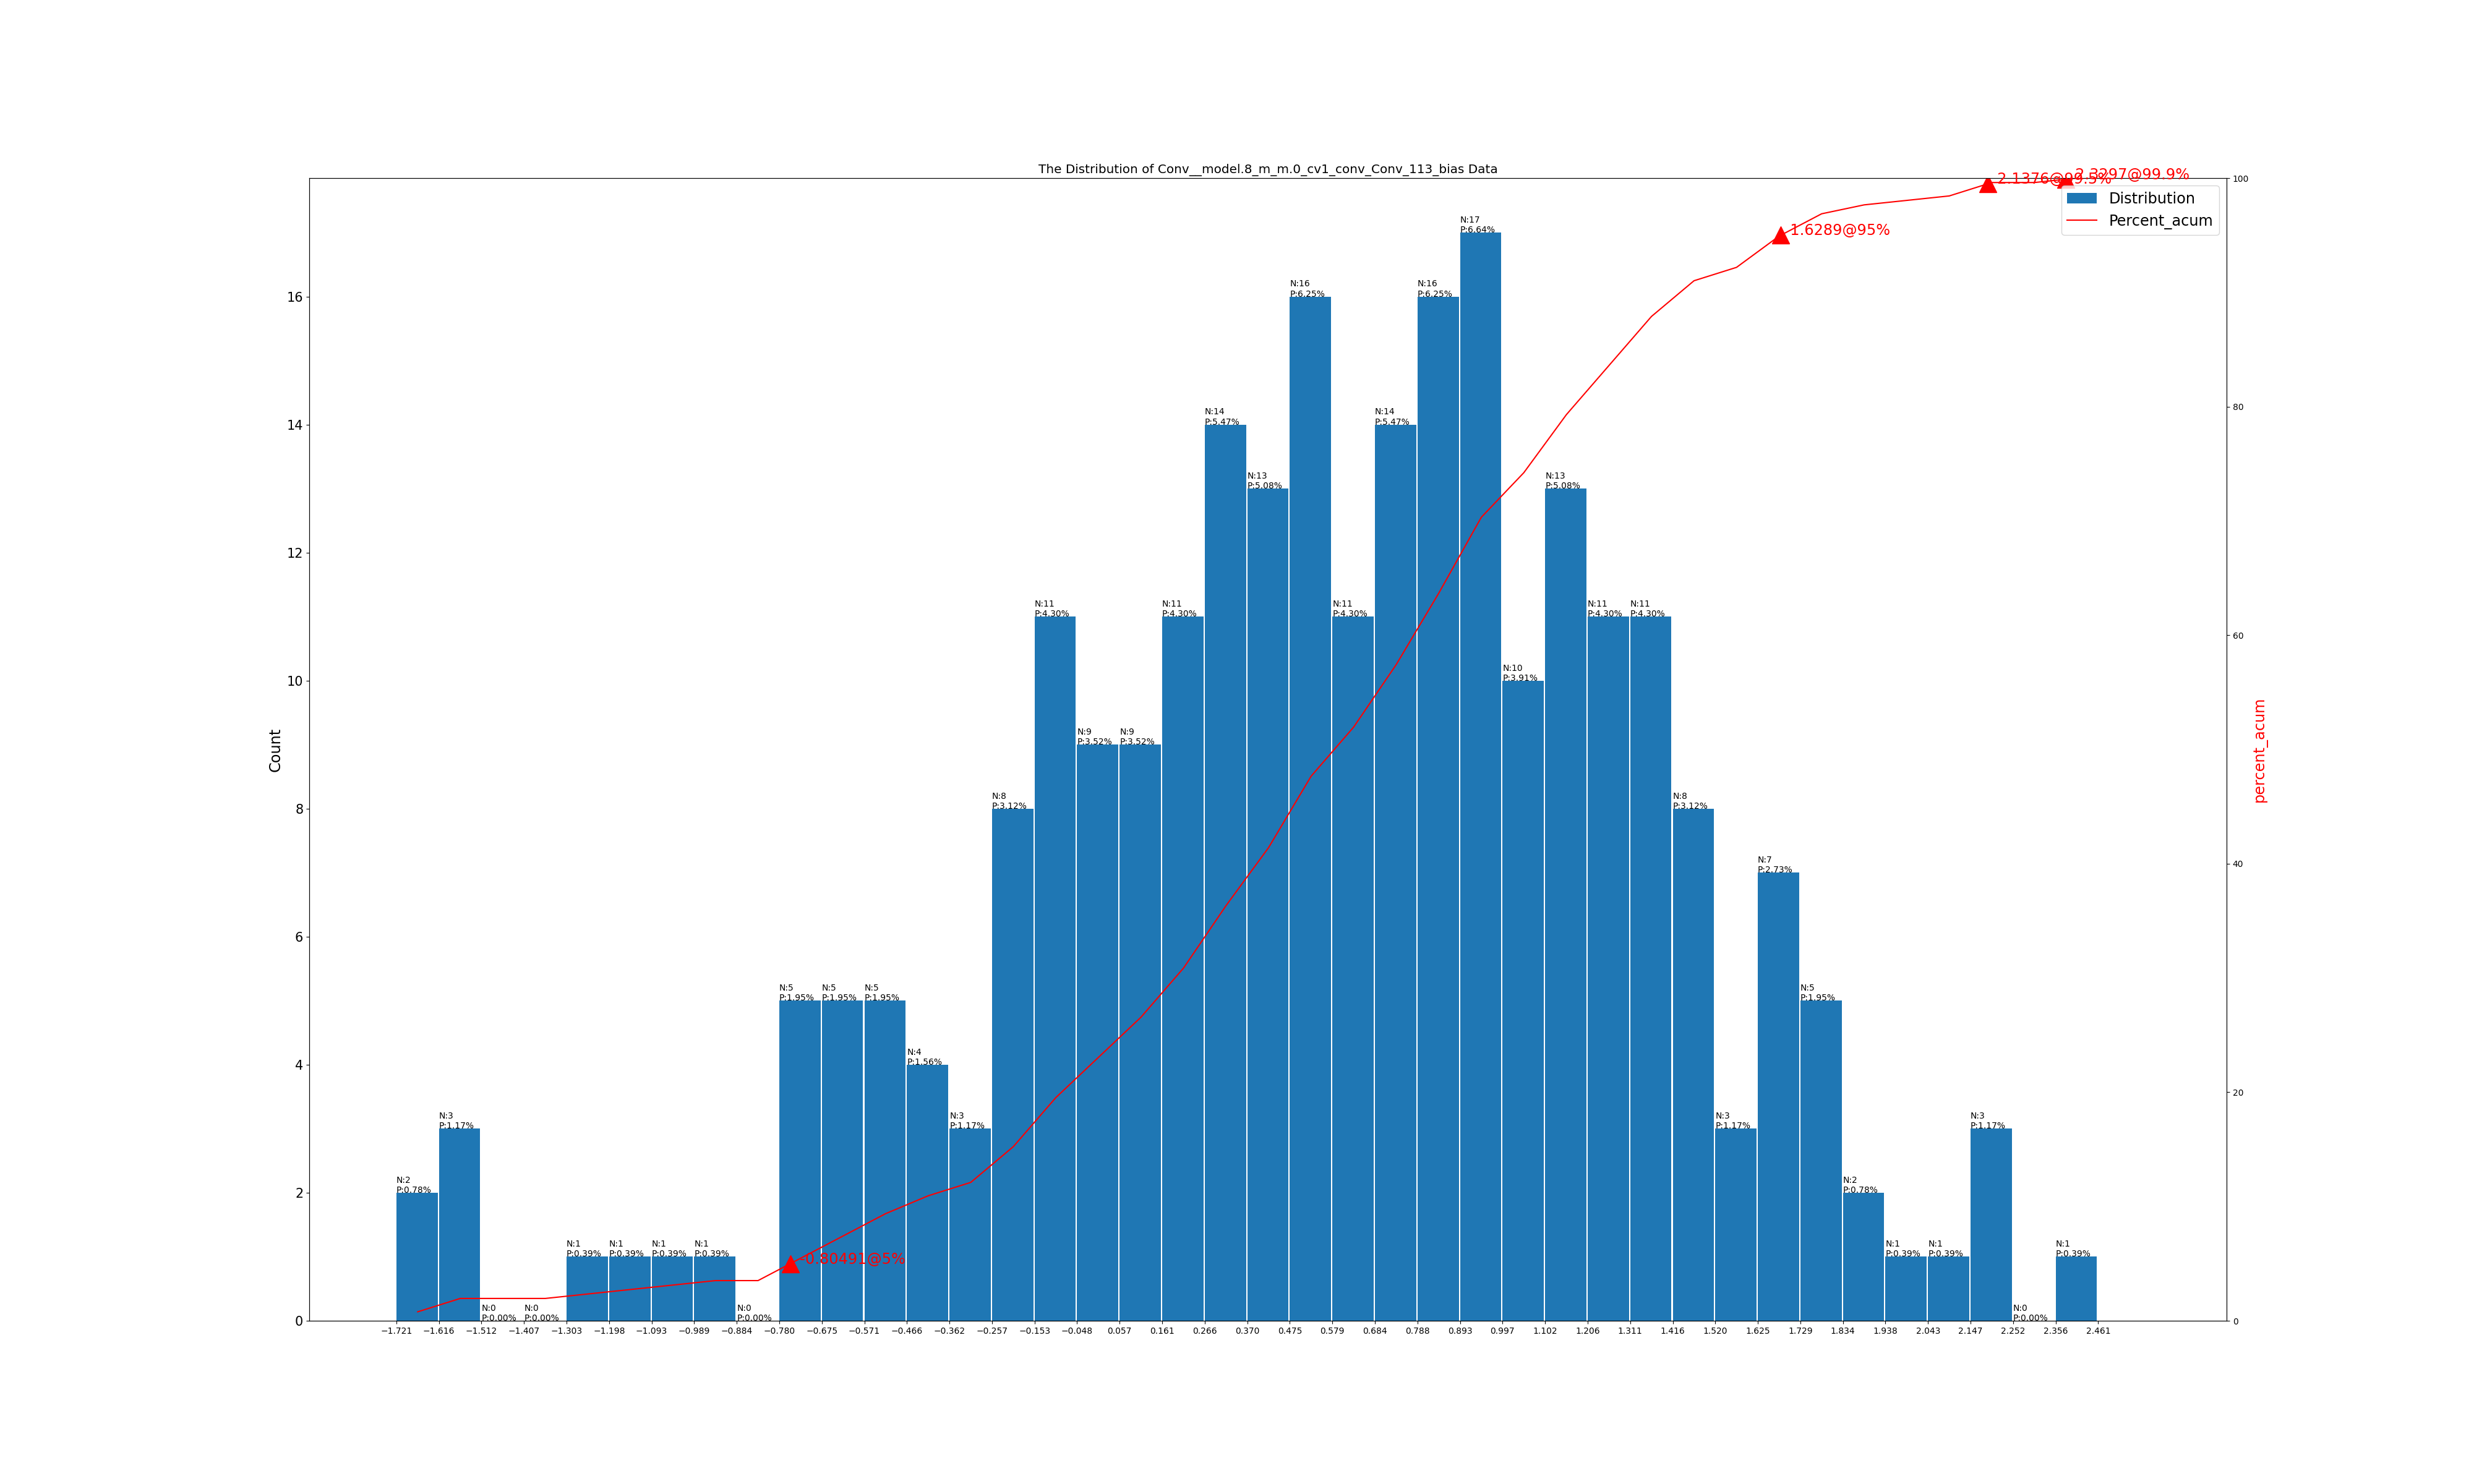 The Distribution of Conv__model.8_m_m.0_cv1_conv_Conv_113_bias Data
2.1376@99.5%
2.3297@99.9%
1.6289@95%
-0.80491@5%
Distribution
Percent_acum
Count
percent_acum
0
2
4
6
8
10
12
14
16
0
20
40
60
80
100
N:2
P:0.78%
N:3
P:1.17%
N:0
P:0.00%
N:0
P:0.00%
N:1
P:0.39%
N:1
P:0.39%
N:1
P:0.39%
N:1
P:0.39%
N:0
P:0.00%
N:5
P:1.95%
N:5
P:1.95%
N:5
P:1.95%
N:4
P:1.56%
N:3
P:1.17%
N:8
P:3.12%
N:11
P:4.30%
N:9
P:3.52%
N:9
P:3.52%
N:11
P:4.30%
N:14
P:5.47%
N:13
P:5.08%
N:16
P:6.25%
N:11
P:4.30%
N:14
P:5.47%
N:16
P:6.25%
N:17
P:6.64%
N:10
P:3.91%
N:13
P:5.08%
N:11
P:4.30%
N:11
P:4.30%
N:8
P:3.12%
N:3
P:1.17%
N:7
P:2.73%
N:5
P:1.95%
N:2
P:0.78%
N:1
P:0.39%
N:1
P:0.39%
N:3
P:1.17%
N:0
P:0.00%
N:1
P:0.39%
−1.721 −1.616 −1.512 −1.407 −1.303 −1.198 −1.093 −0.989 −0.884 −0.780 −0.675 −0.571 −0.466 −0.362 −0.257 −0.153 −0.048 0.057 0.161 0.266 0.370 0.475 0.579 0.684 0.788 0.893 0.997 1.102 1.206 1.311 1.416 1.520 1.625 1.729 1.834 1.938 2.043 2.147 2.252 2.356 2.461